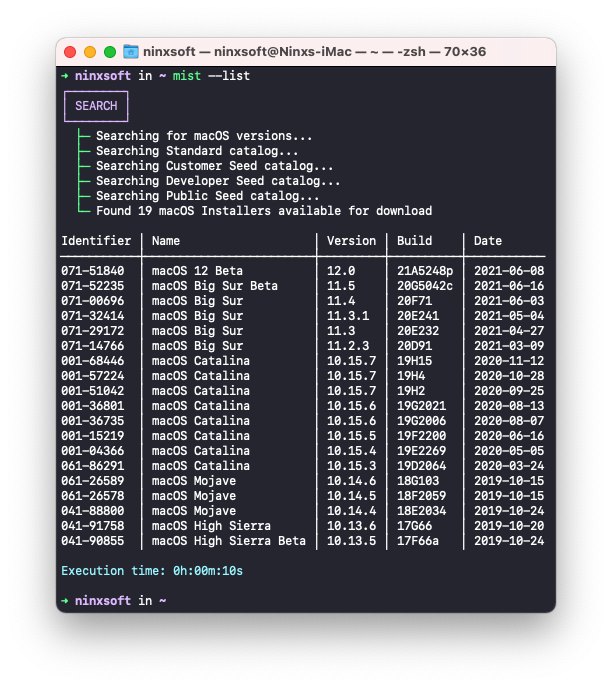 ninxsoft — ninxsoft@Ninxs-iMac — ~ — -zsh — 70×36
➜ ninxsoft in ~ mist --list
SEARCH
Searching for macOS versions...
Searching Standard catalog...
Searching Customer Seed catalog...
Searching Developer Seed catalog...
Searching Public Seed catalog...
Found 19 macOS Installers available for download
Identifier │ Name │ Version │ Build │ Date
071-51840 │ macOS 12 Beta │ 12.0 │ 21A5248p │ 2021-06-08
071-52235 │ macOS Big Sur Beta │ 11.5 │ 20G5042c │ 2021-06-16
071-00696 │ macOS Big Sur │ 11.4 │ 20F71 │ 2021-06-03
071-32414 │ macOS Big Sur │ 11.3.1 │ 20E241 │ 2021-05-04
071-29172 │ macOS Big Sur │ 11.3 │ 20E232 │ 2021-04-27
071-14766 │ macOS Big Sur │ 11.2.3 │ 20D91 │ 2021-03-09
001-68446 │ macOS Catalina │ 10.15.7 │ 19H15 │ 2020-11-12
001-57224 │ macOS Catalina │ 10.15.7 │ 19H4 │ 2020-10-28
001-51042 │ macOS Catalina │ 10.15.7 │ 19H2 │ 2020-09-25
001-36801 │ macOS Catalina │ 10.15.6 │ 19G2021 │ 2020-08-13
001-36735 │ macOS Catalina │ 10.15.6 │ 19G2006 │ 2020-08-07
001-15219 │ macOS Catalina │ 10.15.5 │ 19F2200 │ 2020-06-16
001-04366 │ macOS Catalina │ 10.15.4 │ 19E2269 │ 2020-05-05
061-86291 │ macOS Catalina │ 10.15.3 │ 19D2064 │ 2020-03-24
061-26589 │ macOS Mojave │ 10.14.6 │ 18G103 │ 2019-10-15
061-26578 │ macOS Mojave │ 10.14.5 │ 18F2059 │ 2019-10-15
041-88800 │ macOS Mojave │ 10.14.4 │ 18E2034 │ 2019-10-24
041-91758 │ macOS High Sierra │ 10.13.6 │ 17G66 │ 2019-10-20
041-90855 │ macOS High Sierra Beta │ 10.13.5 │ 17F66a │ 2019-10-24
Execution time: 0h:00m:10s
➜ ninxsoft in ~